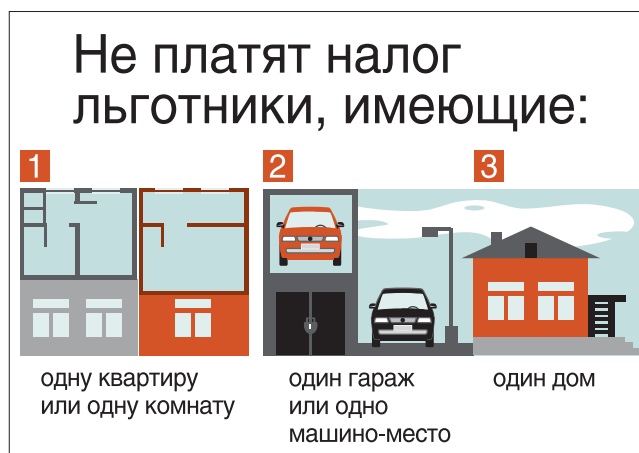 Не платят налог
льготники, имеющие:
1
2
3
одну квартиру
или одну комнату
один гараж
или одно
машино-место
один дом